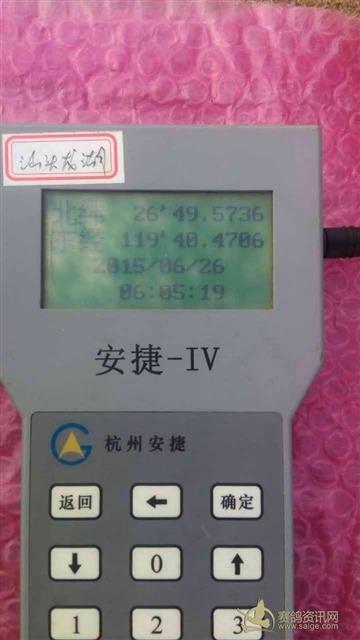 汕头龙湖
北纬 26'49.5736
东经 119'40.4706
2015/06/26
06:05:19
安捷-IV
杭州安捷
返回 ← 确定
↓ 0 ↑
1 2 3
赛鸽资讯网
www.saige.com